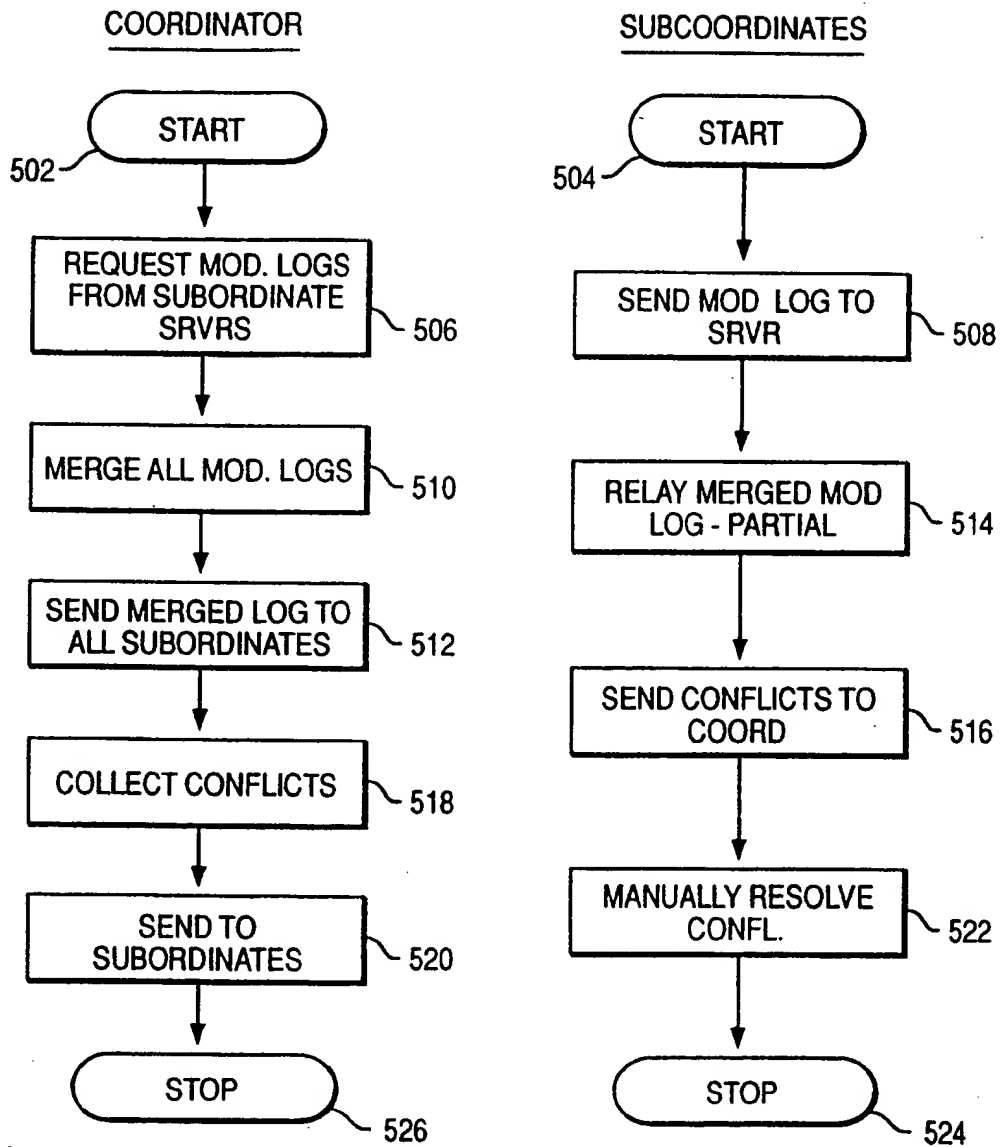 COORDINATOR
START
502
REQUEST MOD. LOGS
FROM SUBORDINATE
SRVRS
506
MERGE ALL MOD. LOGS
510
SEND MERGED LOG TO
ALL SUBORDINATES
512
COLLECT CONFLICTS
518
SEND TO
SUBORDINATES
520
STOP
526
SUBCOORDINATES
START
504
SEND MOD LOG TO
SRVR
508
RELAY MERGED MOD
LOG - PARTIAL
514
SEND CONFLICTS TO
COORD
516
MANUALLY RESOLVE
CONFL.
522
STOP
524